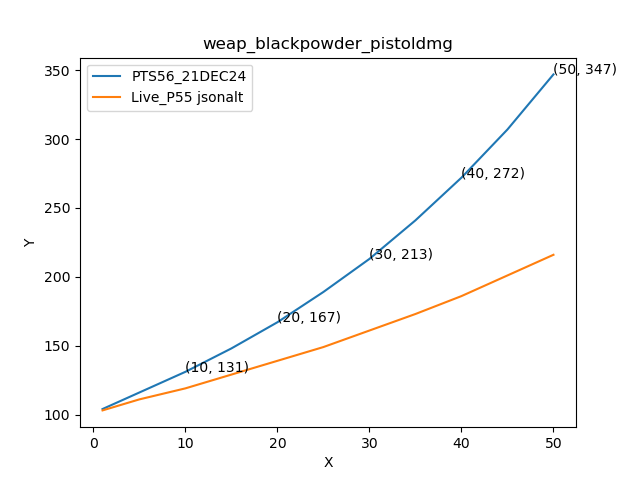 weap_blackpowder_pistoldmg
PTS56_21DEC24
Live_P55 jsonalt
Y
350
300
250
200
150
100
(50, 347)
(40, 272)
(30, 213)
(20, 167)
(10, 131)
0 10 20 30 40 50
X